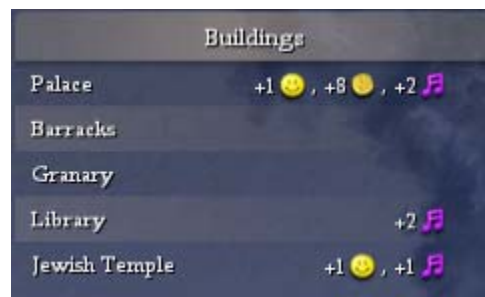 Buildings
Palace +1 , +8 , +2
Barracks
Granary
Library +2
Jewish Temple +1 , +1